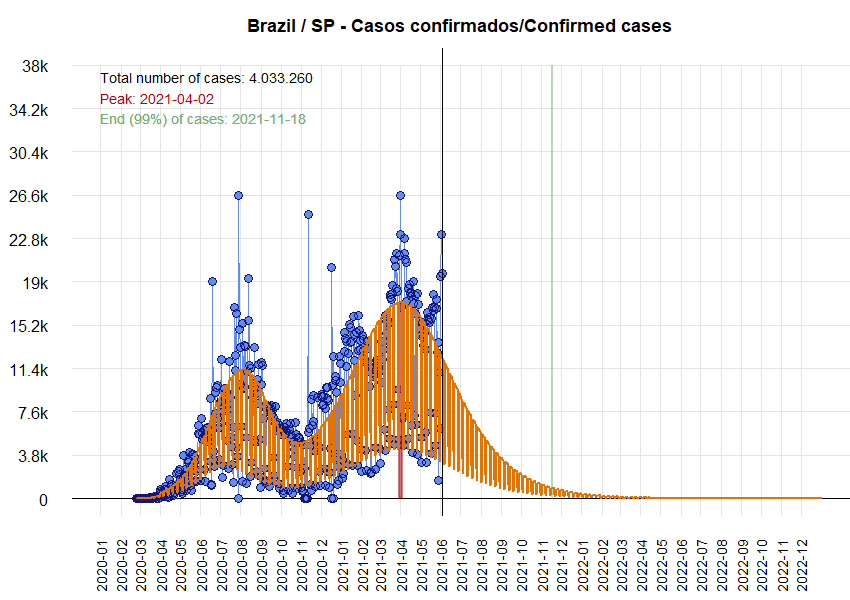 Brazil / SP - Casos confirmados/Confirmed cases
38k
34.2k
30.4k
26.6k
22.8k
19k
15.2k
11.4k
7.6k
3.8k
0
Total number of cases: 4.033.260
Peak: 2021-04-02
End (99%) of cases: 2021-11-18
2020-01
2020-02
2020-03
2020-04
2020-05
2020-06
2020-07
2020-08
2020-09
2020-10
2020-11
2020-12
2021-01
2021-02
2021-03
2021-04
2021-05
2021-06
2021-07
2021-08
2021-09
2021-10
2021-11
2021-12
2022-01
2022-02
2022-03
2022-04
2022-05
2022-06
2022-07
2022-08
2022-09
2022-10
2022-11
2022-12